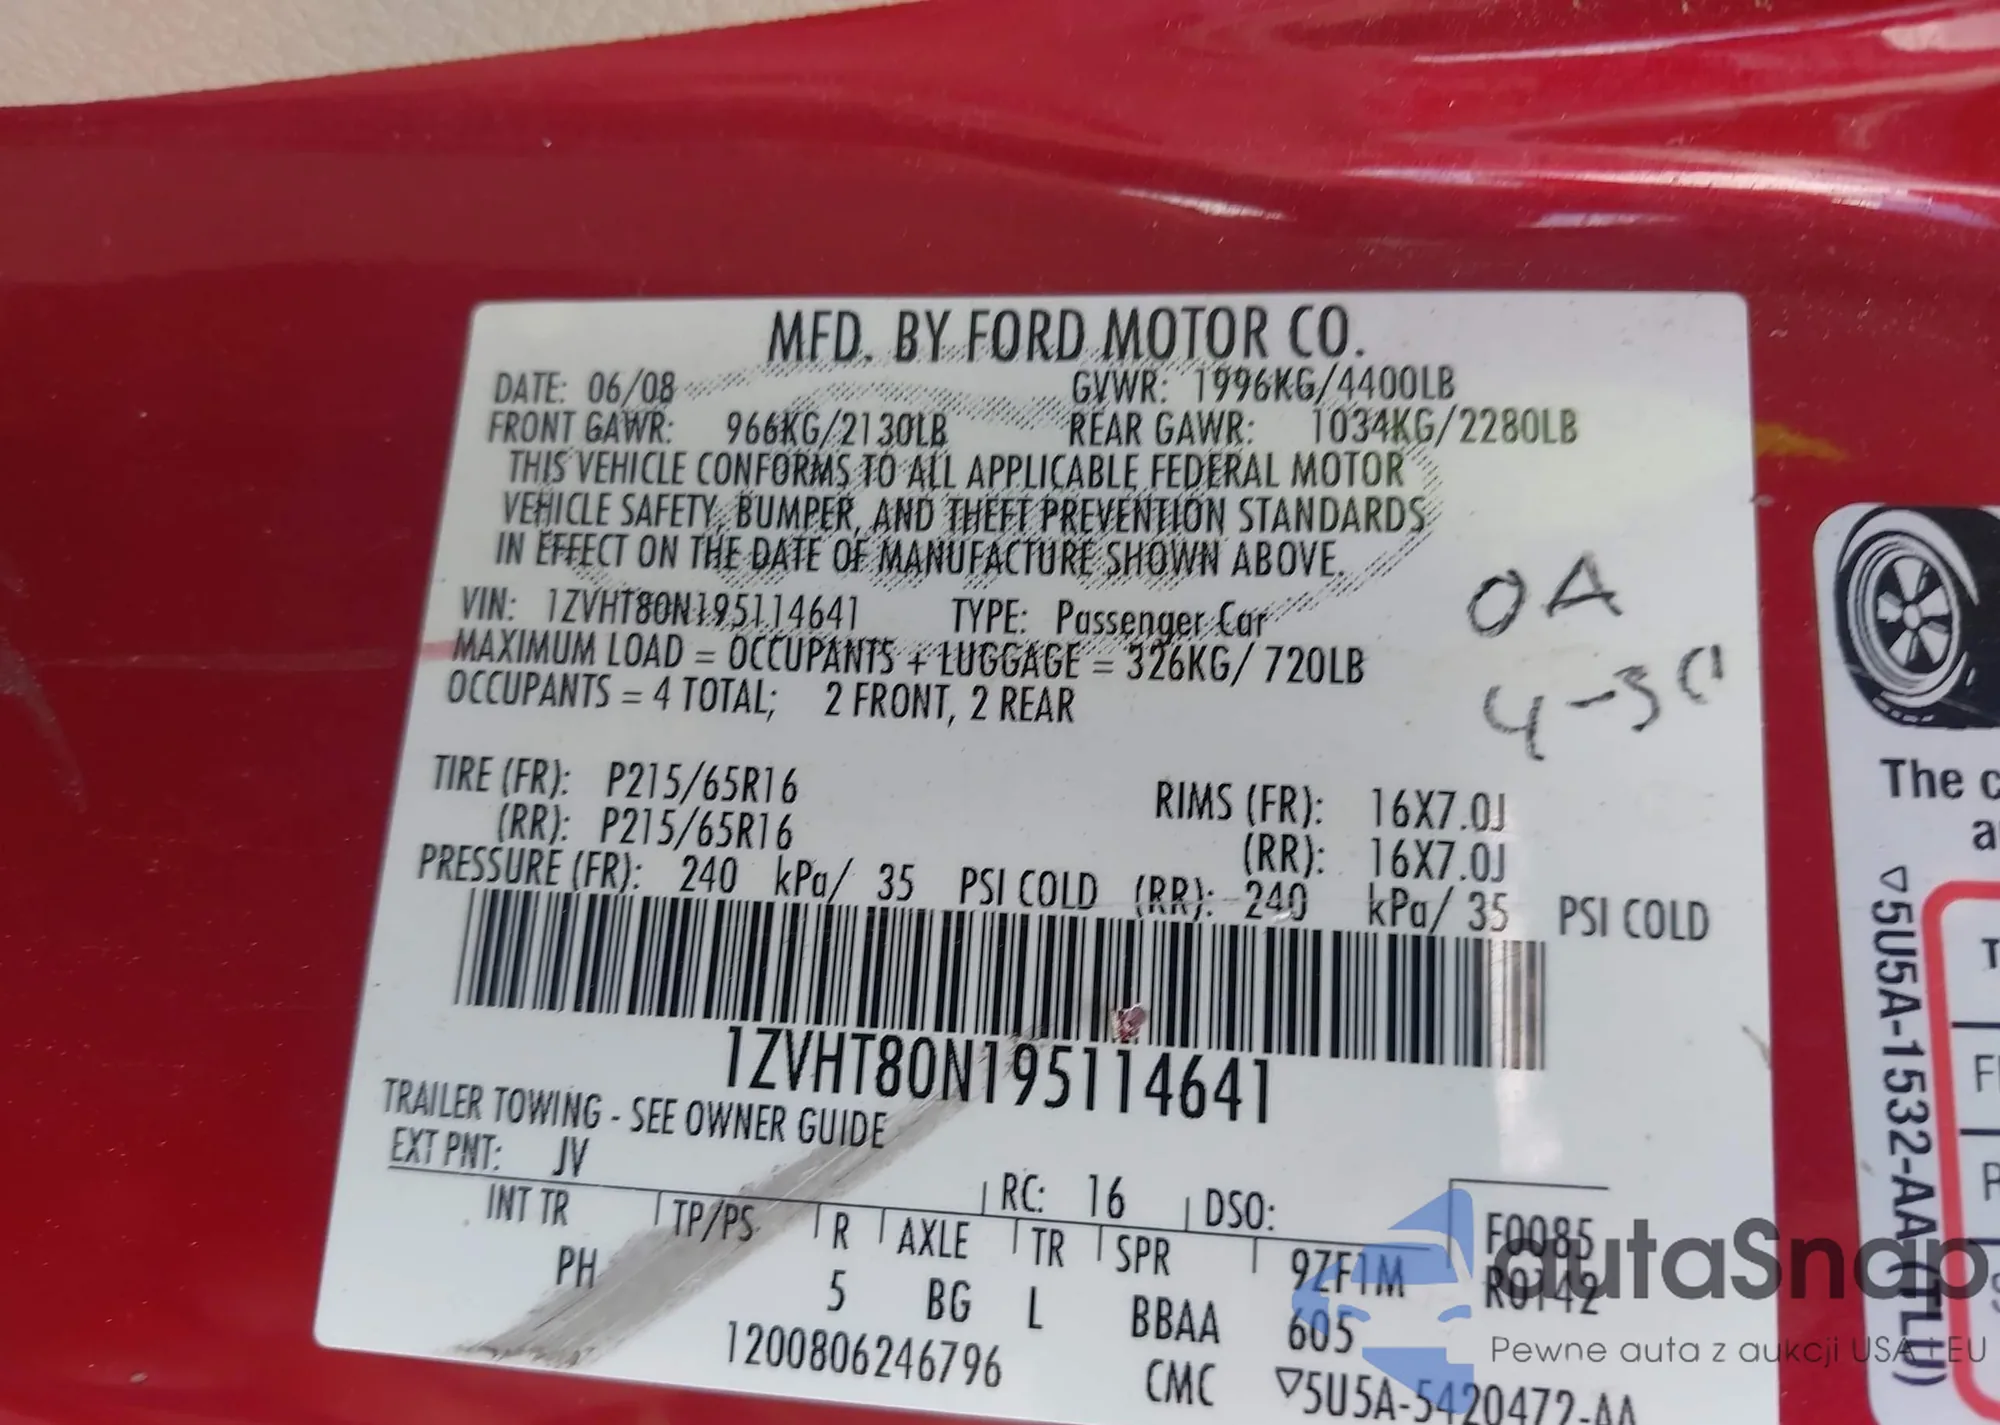 MFD. BY FORD MOTOR CO.
DATE: 06/08 GVWR: 1996KG/4400LB
FRONT GAWR: 966KG/2130LB REAR GAWR: 1034KG/2280LB
THIS VEHICLE CONFORMS TO ALL APPLICABLE FEDERAL MOTOR
VEHICLE SAFETY, BUMPER, AND THEFT PREVENTION STANDARDS
IN EFFECT ON THE DATE OF MANUFACTURE SHOWN ABOVE.
VIN: 1ZVHT80N195114641 TYPE: Passenger Car
MAXIMUM LOAD = OCCUPANTS + LUGGAGE = 326KG/ 720LB
OCCUPANTS = 4 TOTAL; 2 FRONT, 2 REAR
OA
TIRE (FR): P215/65R16 RIMS (FR): 16X7.0J
(RR): P215/65R16 (RR): 16X7.0J
PRESSURE (FR): 240 kPa/ 35 PSI COLD (RR): 240 kPa/ 35 PSI COLD
1ZVHT80N195114641
TRAILER TOWING - SEE OWNER GUIDE
EXT PNT: JV RC: 16 DSO:
INT TR TP/PS R AXLE TR SPR 9ZF1M F0085
PH 5 BG L BBAA 605 R0142
1200806246796 CMC ▽5U5A-5420472-AA
The
▽5U5A-1532-AA (TLU)
autaSnap
Pewne auta z aukcji USA i EU